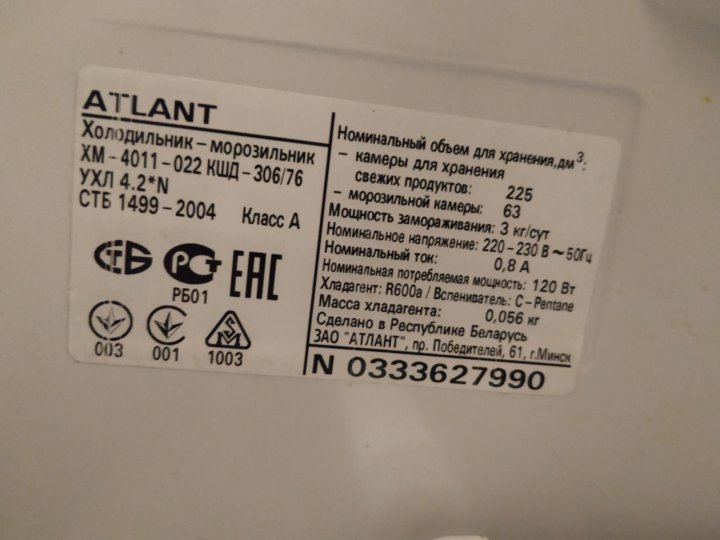 ATLANT
Холодильник – морозильник
ХМ – 4011 – 022 КШД – 306/76
УХЛ 4.2*N
СТБ 1499 – 2004 Класс А
СТБ РСТ ЕАС
РБ01
003 001 1003
Номинальный объем для хранения, дм³:
– камеры для хранения
свежих продуктов: 225
– морозильной камеры: 63
Мощность замораживания: 3 кг/сут
Номинальное напряжение: 220 – 230 В ~ 50Гц
Номинальный ток: 0,8 А
Номинальная потребляемая мощность: 120 Вт
Хладагент: R600a / Вспениватель: C – Pentane
Масса хладагента: 0,056 кг
Сделано в Республике Беларусь
ЗАО "АТЛАНТ", пр. Победителей, 61, г.Минск
N 0333627990